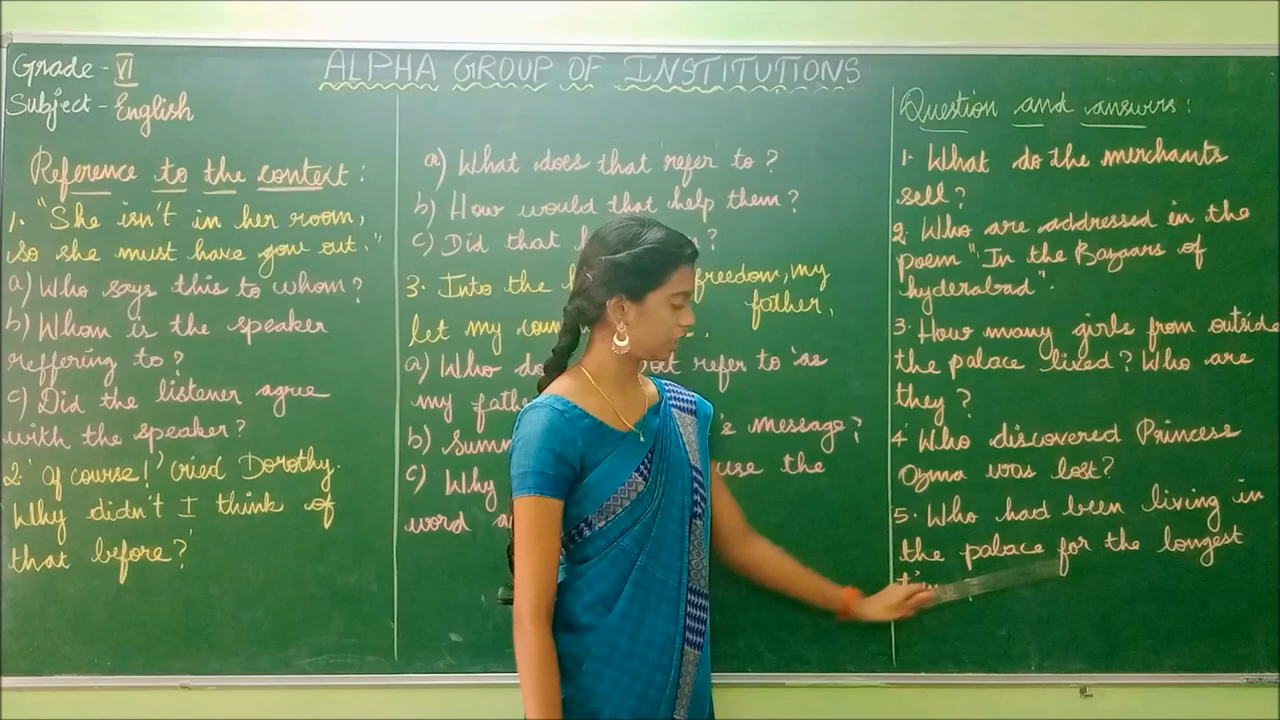 Grade - VI
Subject - English
ALPHA GROUP OF INSTITUTIONS
Reference to the context :
1. "She isn't in her room,
so she must have gou out."
a) Who says this to whom?
b) Whom is the speaker
reffering to?
c) Did the listener agree
with the speaker?
2. 'Of course!' cried Dorothy.
Why didn't I think of
that before?'
a) What does that 'refer' to?
b) How would that help them?
c) Did that ?
3. Into the freedom, my
father,
let my
a) Who refer to 'as
my
b) message?
c) Why use the
word
Question and answers :
1. What do the merchants
sell?
2. Who are addressed in the
poem "In the Bazaars of
hyderabad".
3. How many girls from outside
the palace lived? Who are
they?
4. Who discovered Princess
Ozma was lost?
5. Who had been living in
the palace for the longest